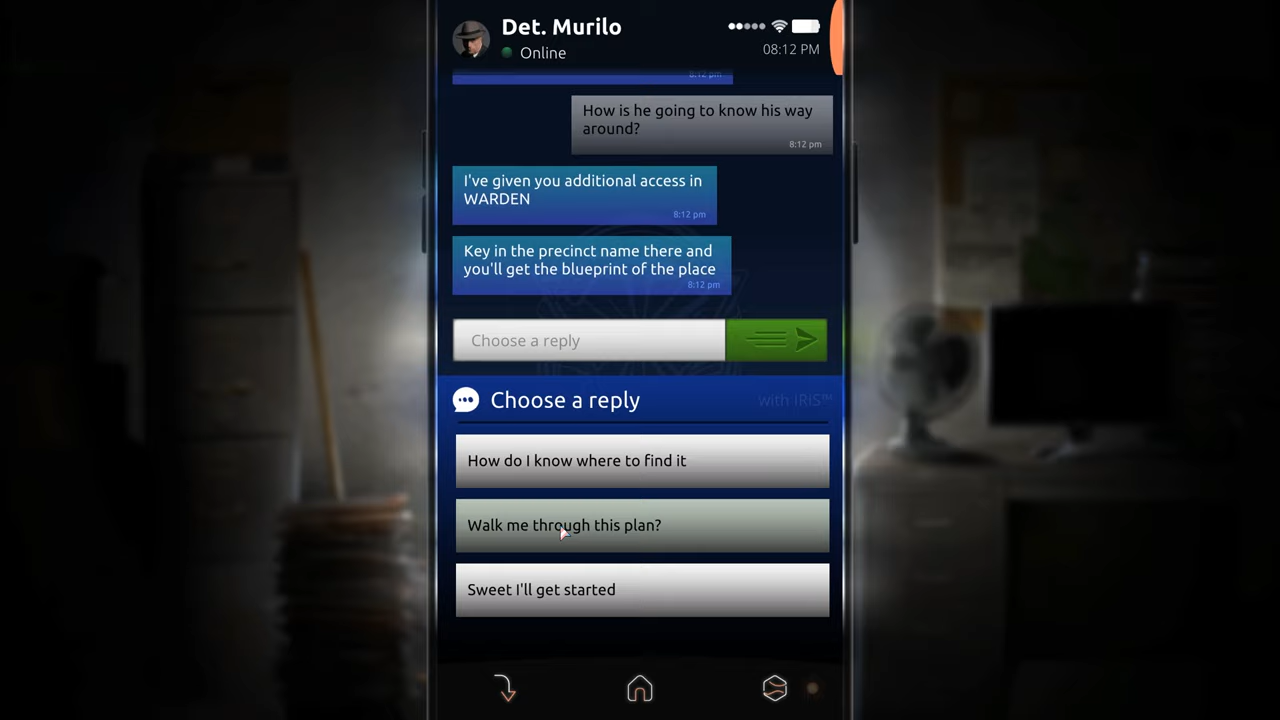 Det. Murilo
Online
08:12 PM
8:12 pm
How is he going to know his way
around?
8:12 pm
I've given you additional access in
WARDEN
8:12 pm
Key in the precinct name there and
you'll get the blueprint of the place
8:12 pm
Choose a reply
Choose a reply
with IRIS™
How do I know where to find it
Walk me through this plan?
Sweet I'll get started